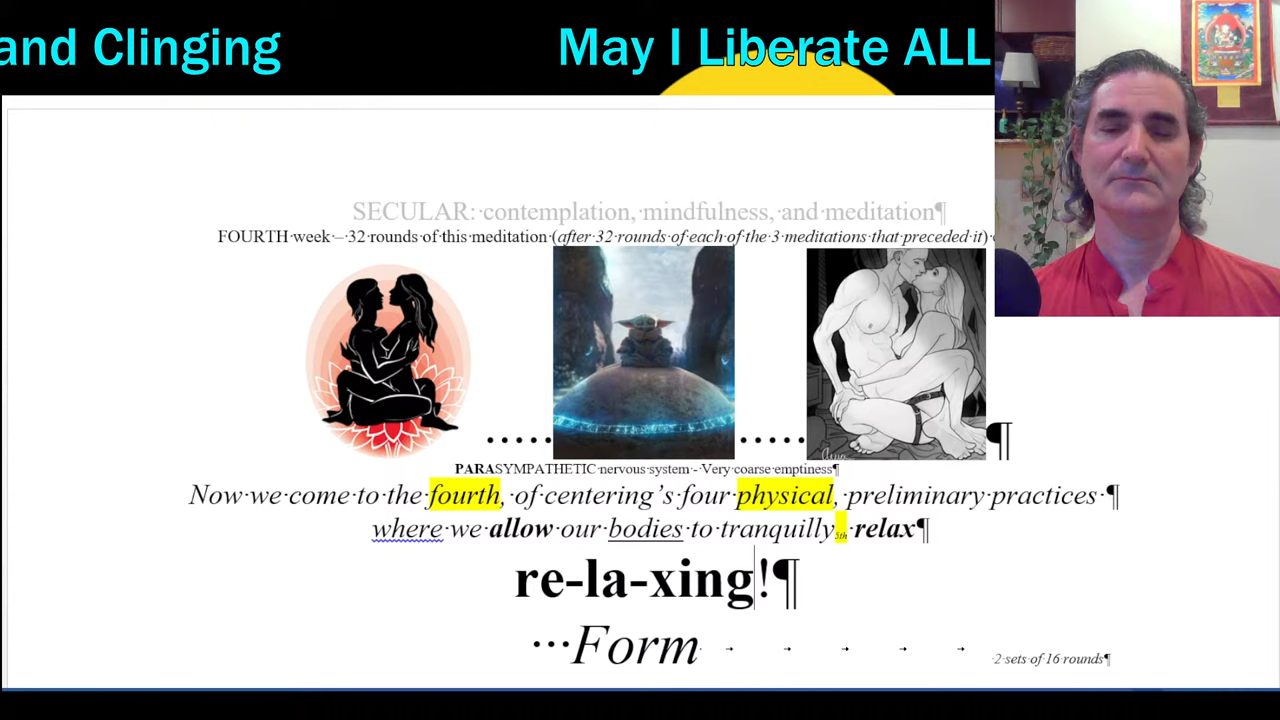 and Clinging May I Liberate ALL
SECULAR: contemplation, mindfulness, and meditation¶
FOURTH week – 32 rounds of this meditation (after 32 rounds of each of the 3 meditations that preceded it)
..... ..... ¶
PARASYMPATHETIC nervous system - Very coarse emptiness¶
Now we come to the fourth, of centering’s four physical, preliminary practices ¶
where we allow our bodies to tranquilly 5th relax¶
re-la-xing!¶
...Form → → → → → 2 sets of 16 rounds¶